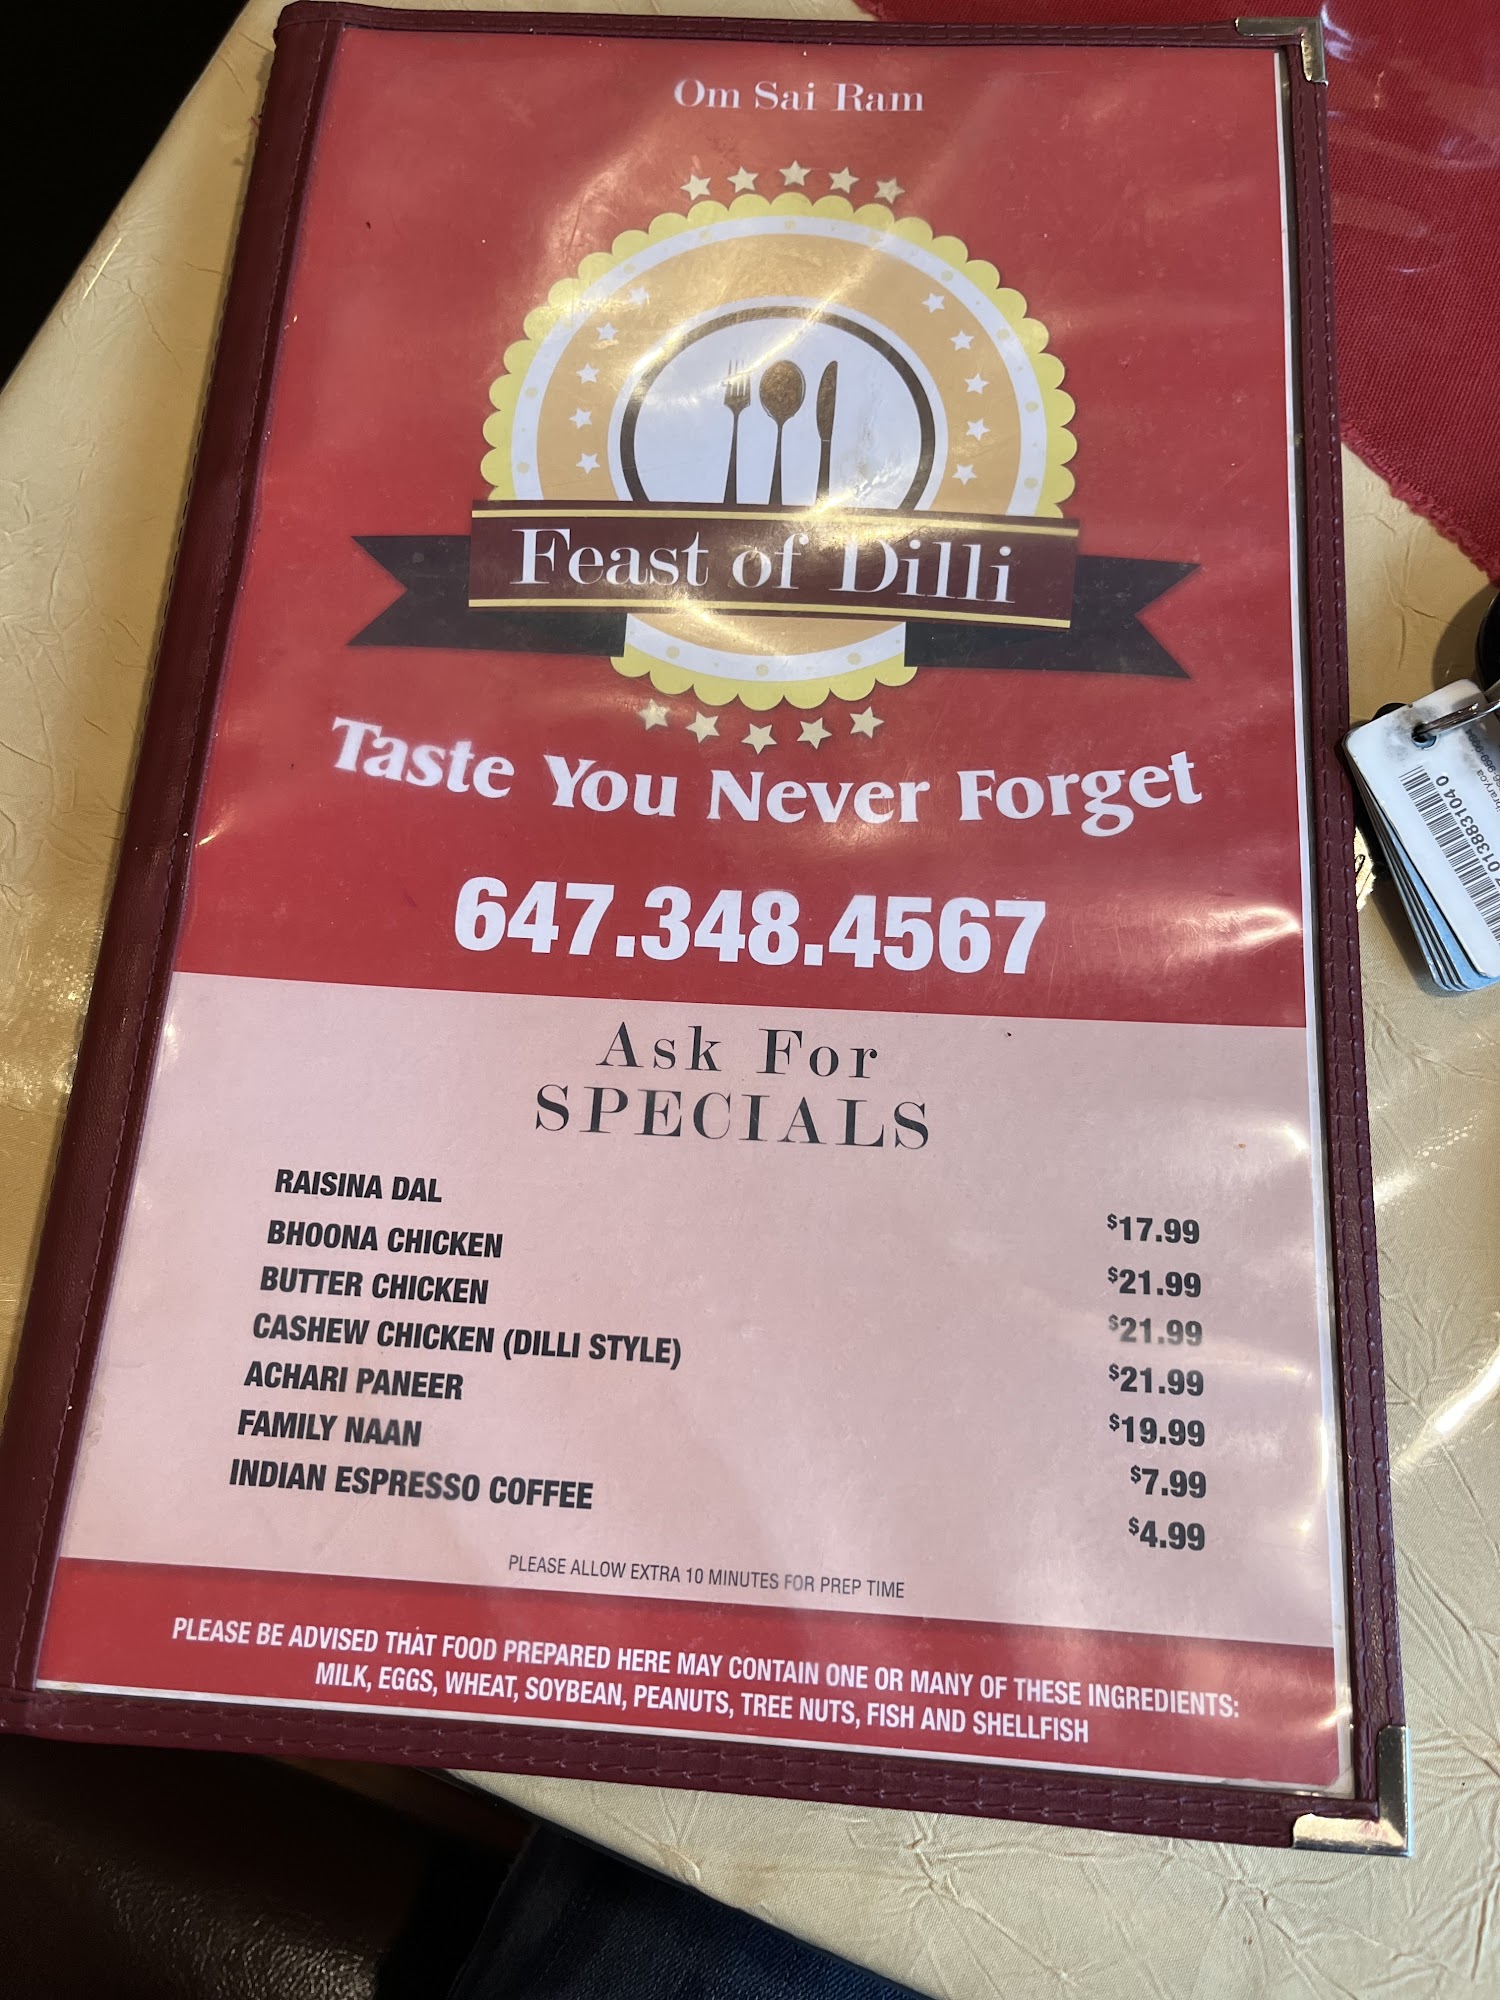 Om Sai Ram
Feast of Dilli
Taste You Never Forget
647.348.4567
Ask For
SPECIALS
RAISINA DAL $17.99
BHOONA CHICKEN $21.99
BUTTER CHICKEN $21.99
CASHEW CHICKEN (DILLI STYLE) $21.99
ACHARI PANEER $19.99
FAMILY NAAN $7.99
INDIAN ESPRESSO COFFEE $4.99
PLEASE ALLOW EXTRA 10 MINUTES FOR PREP TIME
PLEASE BE ADVISED THAT FOOD PREPARED HERE MAY CONTAIN ONE OR MANY OF THESE INGREDIENTS:
MILK, EGGS, WHEAT, SOYBEAN, PEANUTS, TREE NUTS, FISH AND SHELLFISH